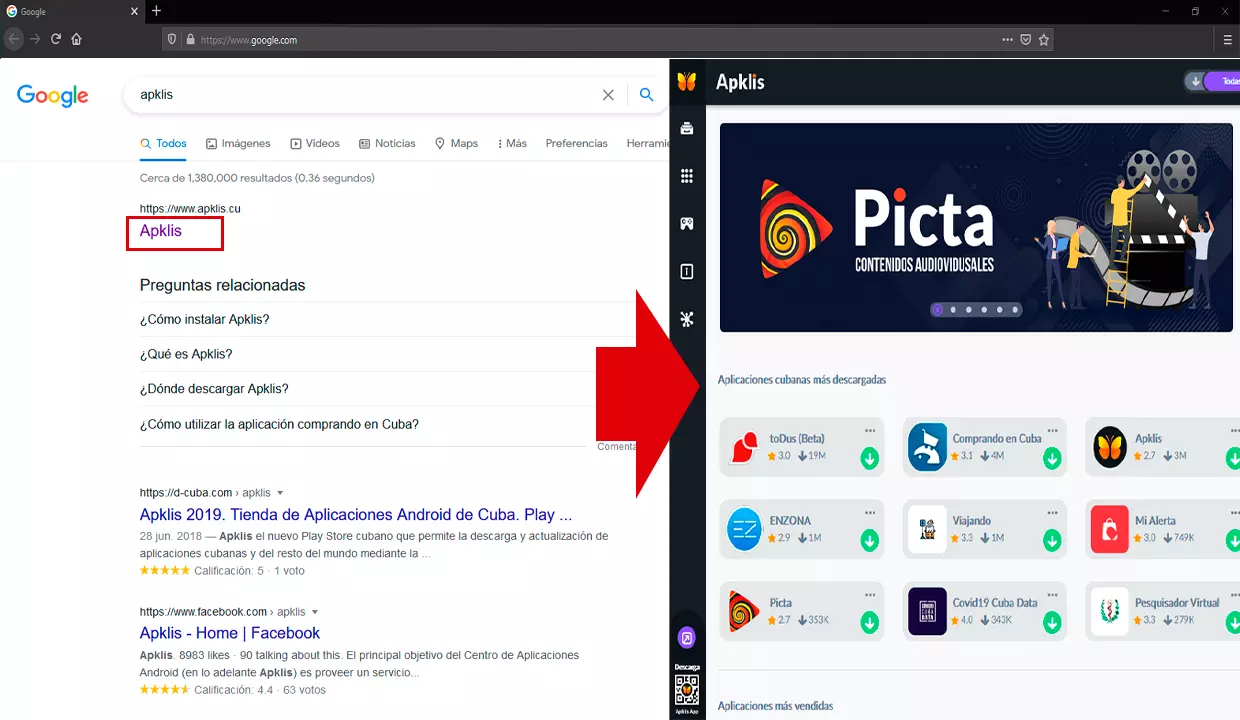 Google
https://www.google.com
Google
apklis
Todos
Imágenes
Videos
Noticias
Maps
Más
Preferencias
Cerca de 1,380,000 resultados (0.36 segundos)
https://www.apklis.cu
Apklis
Preguntas relacionadas
¿Cómo instalar Apklis?
¿Qué es Apklis?
¿Dónde descargar Apklis?
¿Cómo utilizar la aplicación comprando en Cuba?
https://d-cuba.com › apklis
Apklis 2019. Tienda de Aplicaciones Android de Cuba. Play ...
28 jun. 2018 — Apklis el nuevo Play Store cubano que permite la descarga y actualización de
aplicaciones cubanas y del resto del mundo mediante la ...
Calificación: 5 · 1 voto
https://www.facebook.com › apklis
Apklis - Home | Facebook
Apklis. 8983 likes · 90 talking about this. El principal objetivo del Centro de Aplicaciones
Android (en lo adelante Apklis) es proveer un servicio...
Calificación: 4.4 · 63 votos
Apklis
Picta
CONTENIDOS AUDIOVIDUSALES
Aplicaciones cubanas más descargadas
toDus (Beta)
3.0 19M
Comprando en Cuba
3.1 4M
Apklis
2.7 3M
ENZONA
2.9 1M
Viajando
3.3 1M
Mi Alerta
3.0 749K
Picta
2.7 353K
Covid19 Cuba Data
4.0 343K
Pesquisador Virtual
3.3 279K
Descarga
Apklis App
Aplicaciones más vendidas